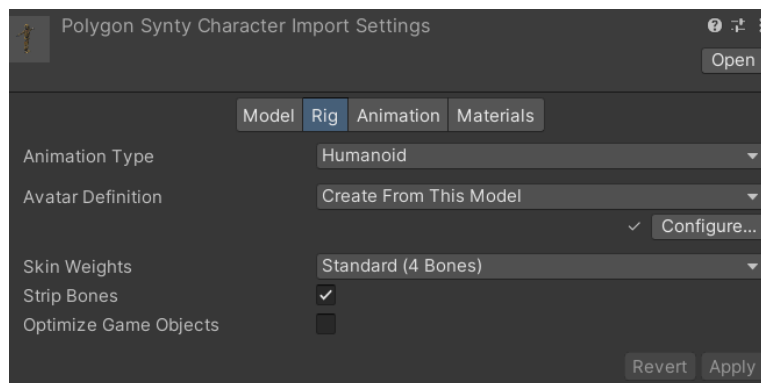 Polygon Synty Character Import Settings
Open
Model Rig Animation Materials
Animation Type Humanoid
Avatar Definition Create From This Model
Configure...
Skin Weights Standard (4 Bones)
Strip Bones
Optimize Game Objects
Revert Apply